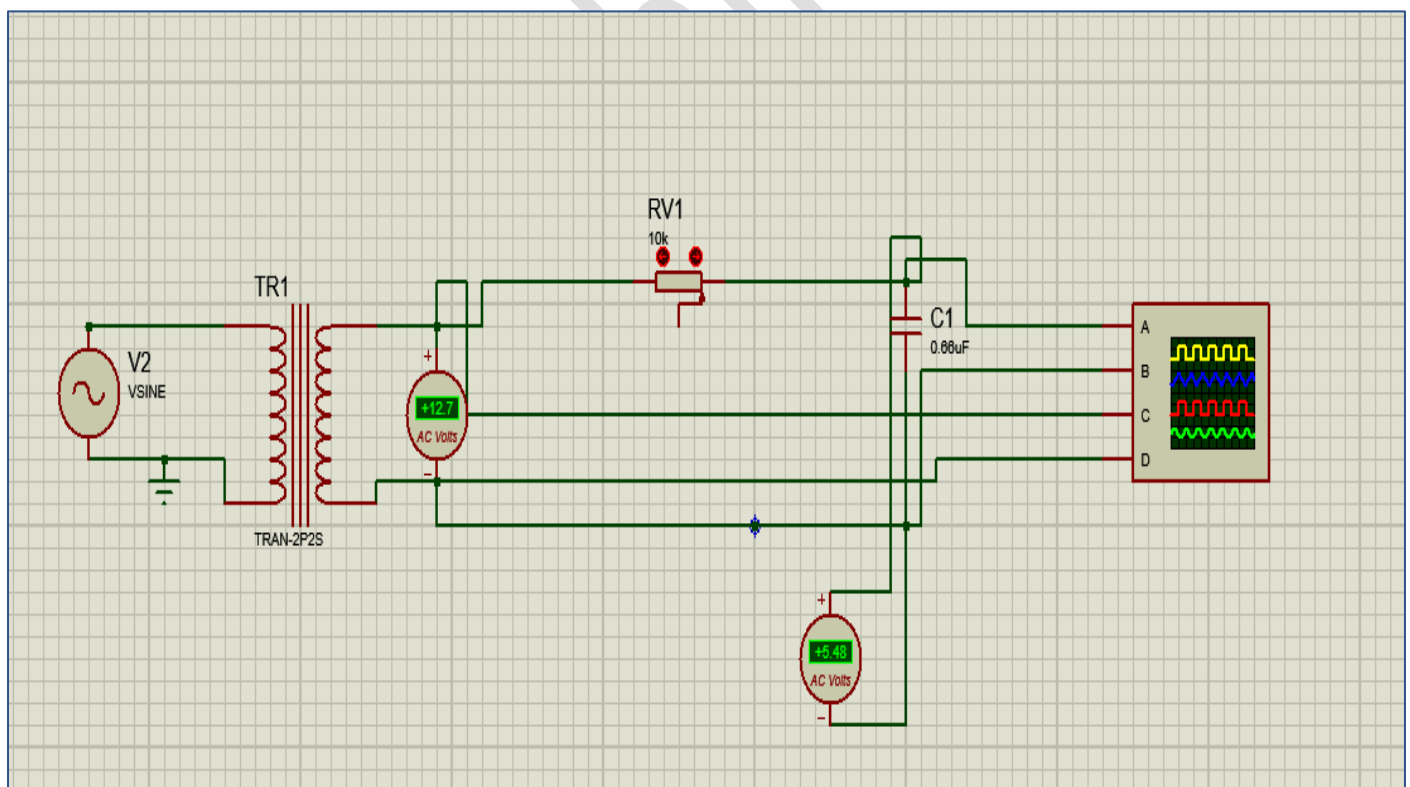 RV1
10k
TR1
V2
VSINE
TRAN-2P2S
+
+12.7
AC Volts
−
C1
0.66uF
A
B
C
D
+
+5.48
AC Volts
−